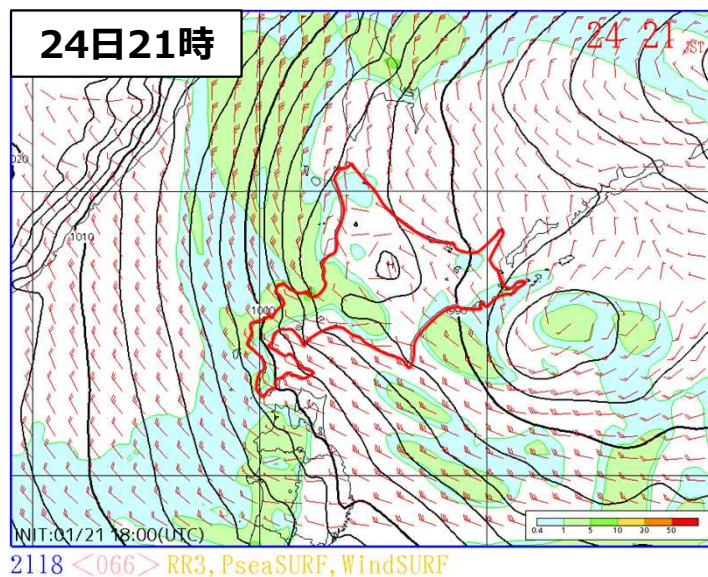 24日21時
24 21 JST
1020
1010
1000
990
INIT:01/21 18:00(UTC)
0.4 1 5 10 20 50
2118 <066> RR3,PseaSURF,WindSURF